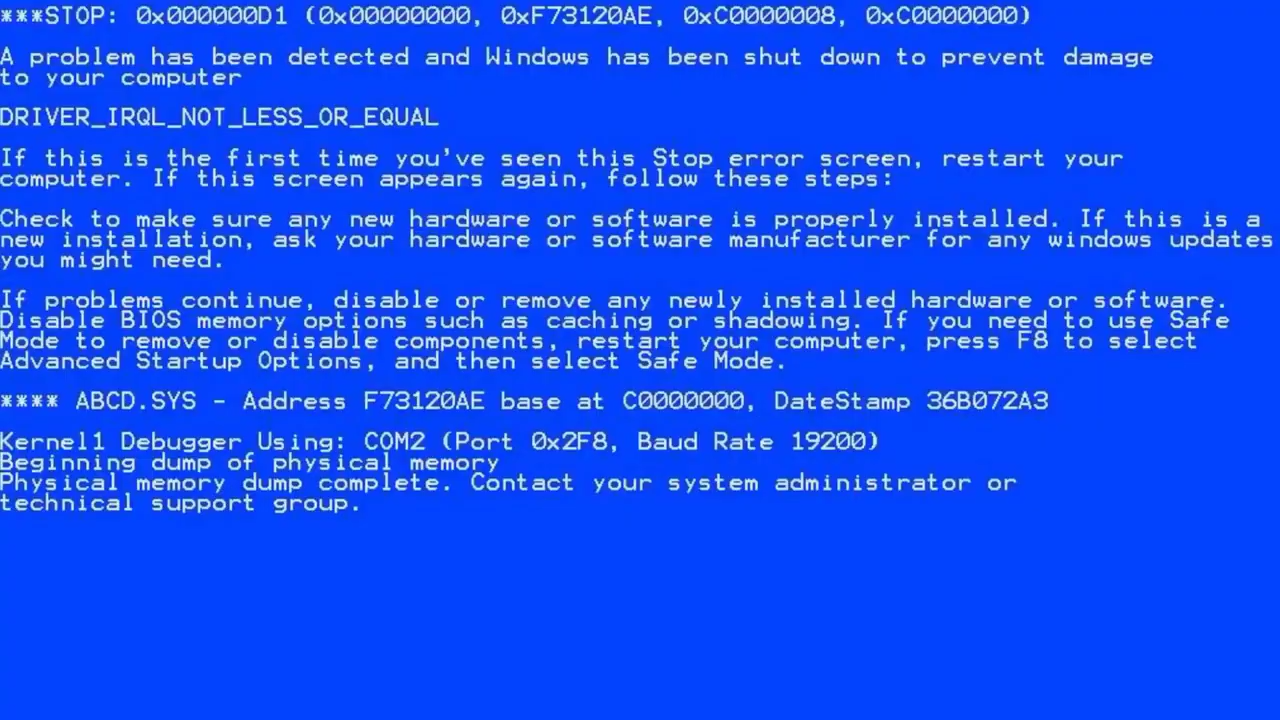 ***STOP: 0x000000D1 (0x00000000, 0xF73120AE, 0xC0000008, 0xC0000000)
A problem has been detected and Windows has been shut down to prevent damage
to your computer
DRIVER_IRQL_NOT_LESS_OR_EQUAL
If this is the first time you've seen this Stop error screen, restart your
computer. If this screen appears again, follow these steps:
Check to make sure any new hardware or software is properly installed. If this is a
new installation, ask your hardware or software manufacturer for any windows updates
you might need.
If problems continue, disable or remove any newly installed hardware or software.
Disable BIOS memory options such as caching or shadowing. If you need to use Safe
Mode to remove or disable components, restart your computer, press F8 to select
Advanced Startup Options, and then select Safe Mode.
**** ABCD.SYS - Address F73120AE base at C0000000, DateStamp 36B072A3
Kernel1 Debugger Using: COM2 (Port 0x2F8, Baud Rate 19200)
Beginning dump of physical memory
Physical memory dump complete. Contact your system administrator or
technical support group.